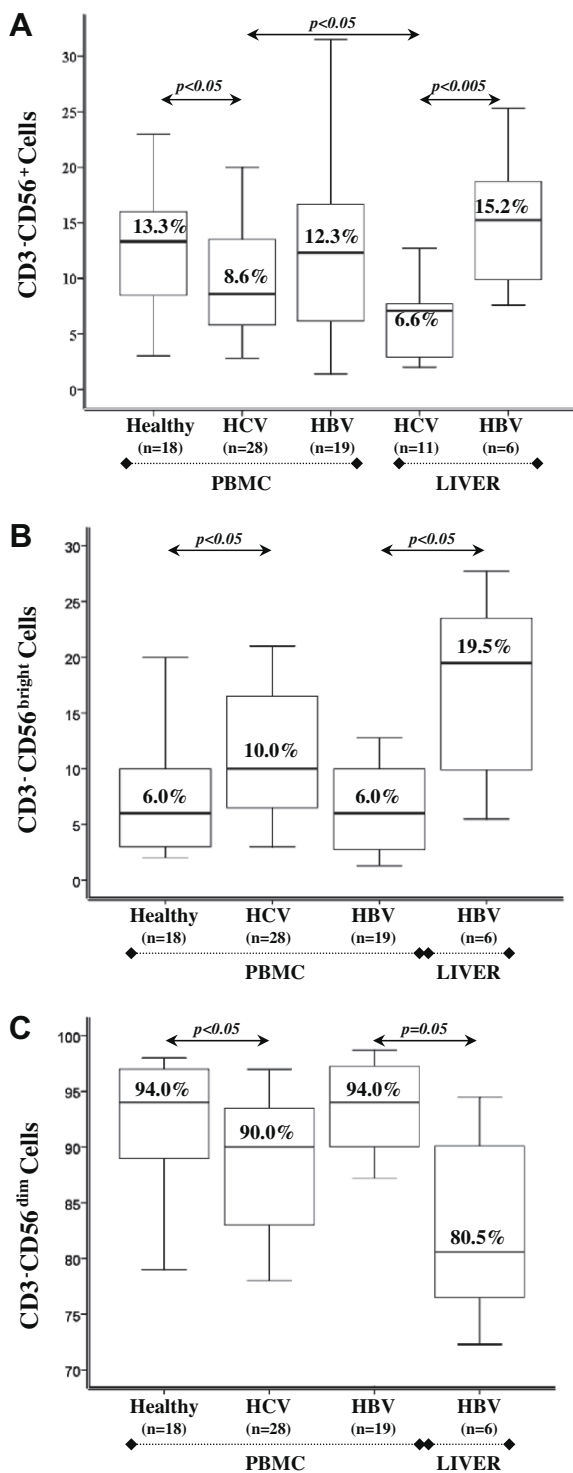 A
p<0.05
p<0.05
p<0.005
CD3-CD56+ Cells
30
25
20
15
10
5
0
13.3%
8.6%
12.3%
6.6%
15.2%
Healthy HCV HBV HCV HBV
(n=18) (n=28) (n=19) (n=11) (n=6)
PBMC LIVER
B
p<0.05 p<0.05
CD3-CD56bright Cells
30
25
20
15
10
5
0
6.0%
10.0%
6.0%
19.5%
Healthy HCV HBV HBV
(n=18) (n=28) (n=19) (n=6)
PBMC LIVER
C
p<0.05 p=0.05
CD3-CD56dim Cells
100
95
90
85
80
75
70
94.0%
90.0%
94.0%
80.5%
Healthy HCV HBV HBV
(n=18) (n=28) (n=19) (n=6)
PBMC LIVER